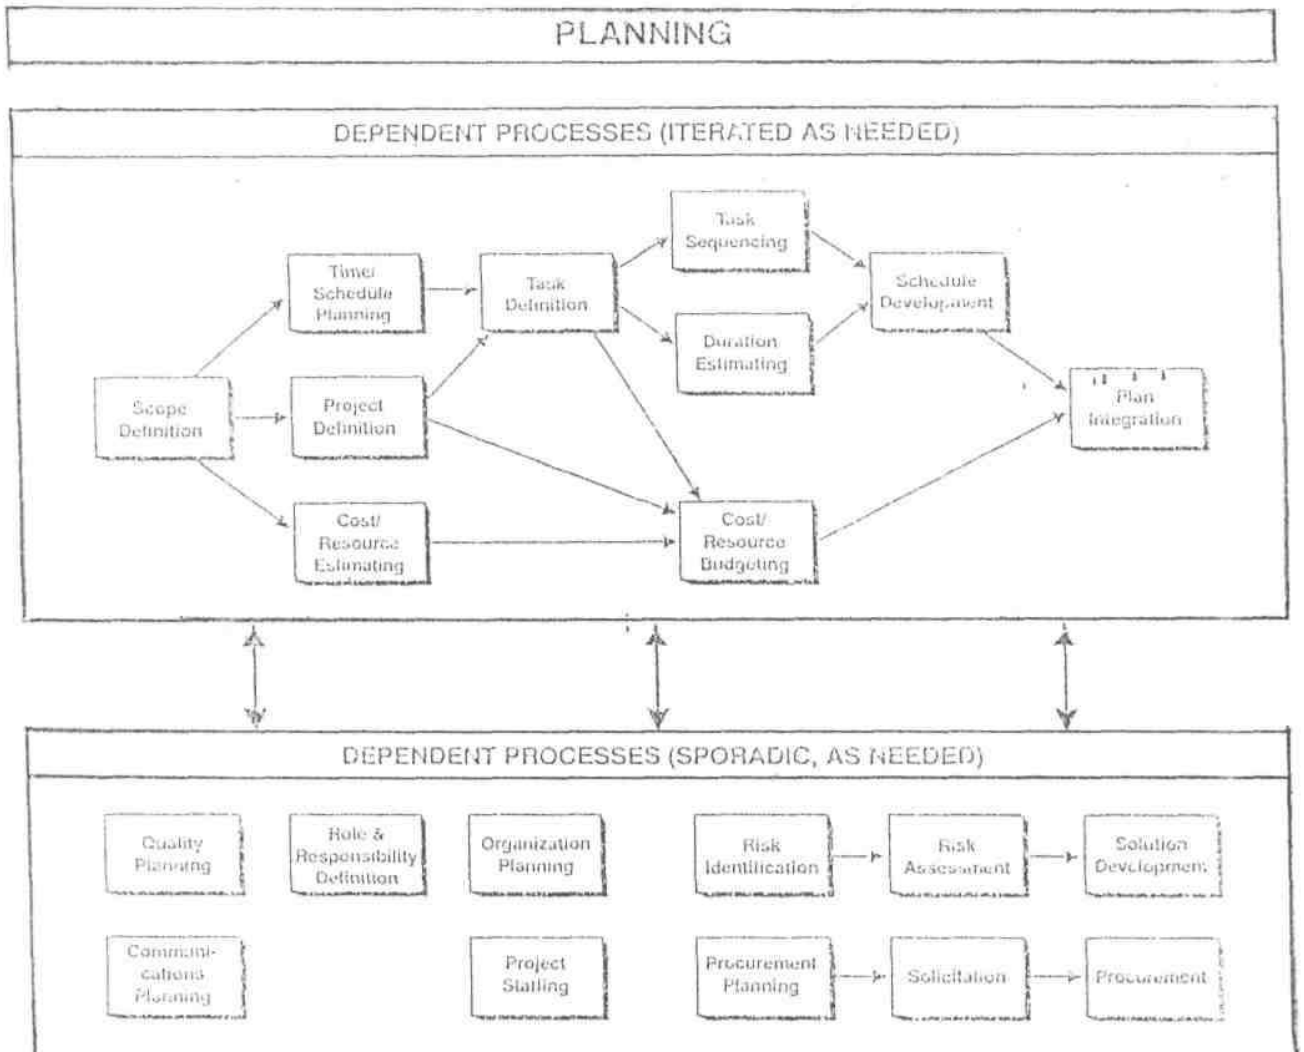 PLANNING
DEPENDENT PROCESSES (ITERATED AS NEEDED)
Task
Sequencing
Time/
Schedule
Planning
Task
Definition
Schedule
Development
Duration
Estimating
Scope
Definition
Project
Definition
Plan
Integration
Cost/
Resource
Estimating
Cost/
Resource
Budgeting
DEPENDENT PROCESSES (SPORADIC, AS NEEDED)
Quality
Planning
Role &
Responsibility
Definition
Organization
Planning
Risk
Identification
Risk
Assessment
Solution
Development
Communi-
cations
Planning
Project
Staffing
Procurement
Planning
Solicitation
Procurement